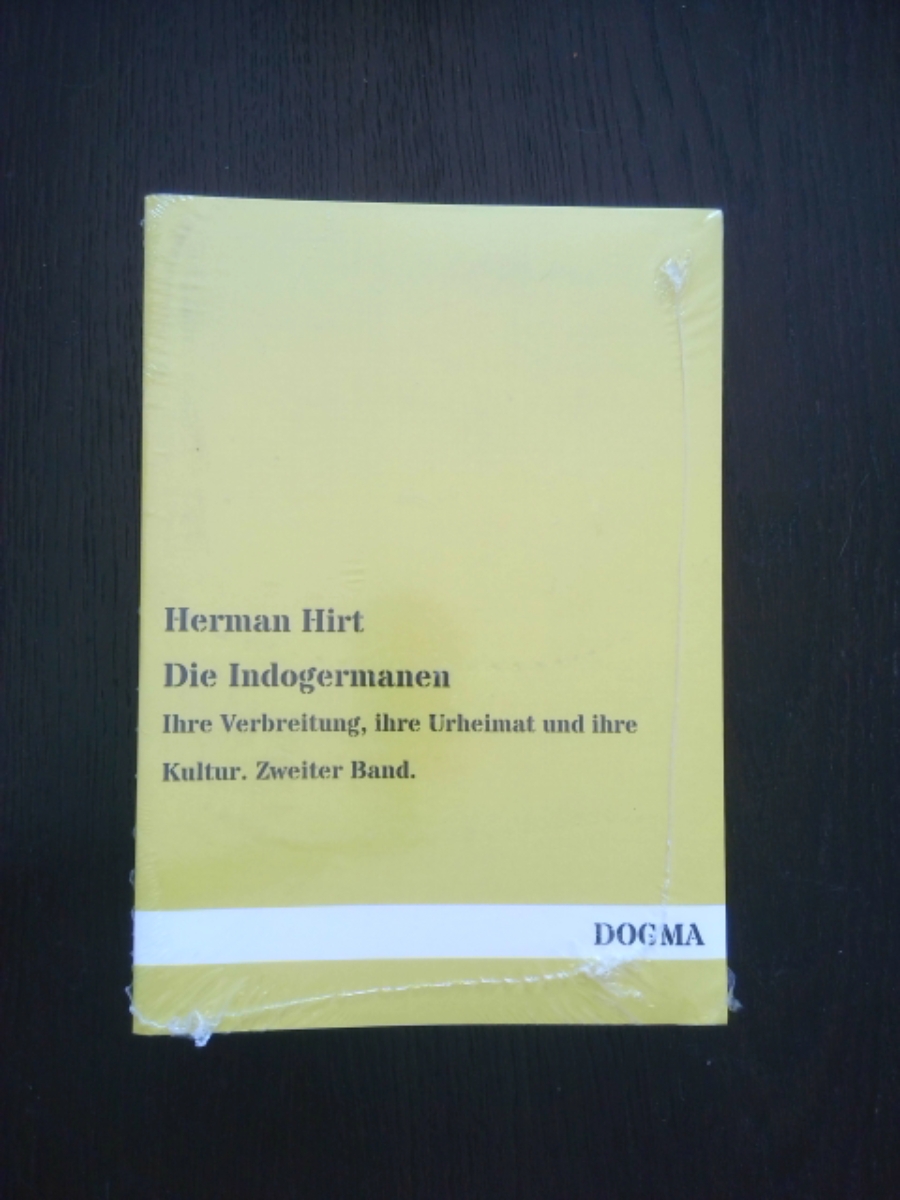 Herman Hirt
Die Indogermanen
Ihre Verbreitung, ihre Urheimat und ihre
Kultur. Zweiter Band.
DOGMA